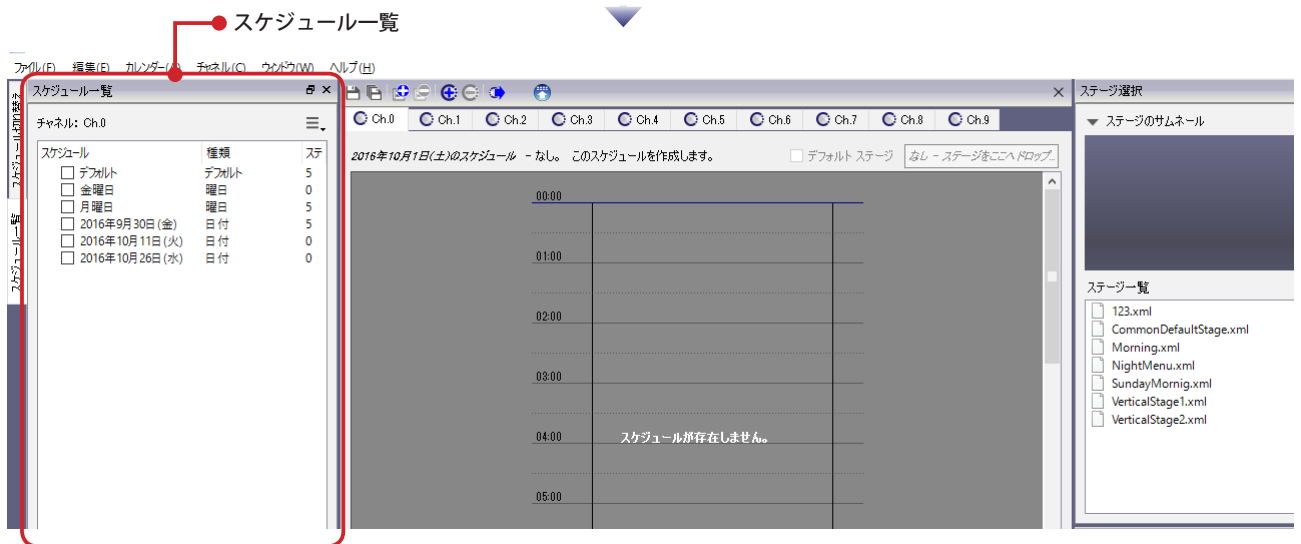 スケジュール一覧
ファイル(F) 編集(E) カレンダー(A) チャネル(C) ウィンドウ(W) ヘルプ(H)
スケジュール一覧
チャネル: Ch.0
スケジュール 種類 ステ
デフォルト デフォルト 5
金曜日 曜日 0
月曜日 曜日 5
2016年9月30日(金) 日付 5
2016年10月11日(火) 日付 0
2016年10月26日(水) 日付 0
スケジュール一覧
Ch.0 Ch.1 Ch.2 Ch.3 Ch.4 Ch.5 Ch.6 Ch.7 Ch.8 Ch.9
2016年10月1日(土)のスケジュール - なし。 このスケジュールを作成します。 デフォルト ステージ なし - ステージをここへドロップ...
00:00
01:00
02:00
03:00
04:00 スケジュールが存在しません。
05:00
ステージ選択
ステージのサムネール
ステージ一覧
123.xml
CommonDefaultStage.xml
Morning.xml
NightMenu.xml
SundayMornig.xml
VerticalStage1.xml
VerticalStage2.xml